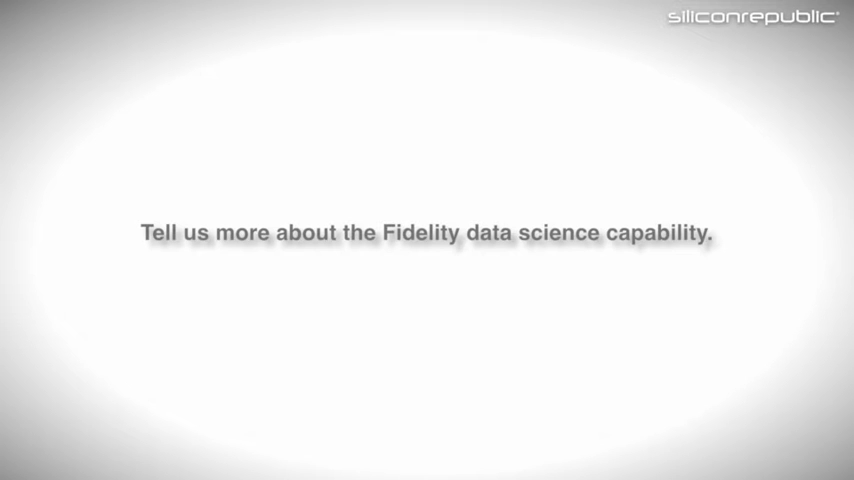 siliconrepublic
Tell us more about the Fidelity data science capability.